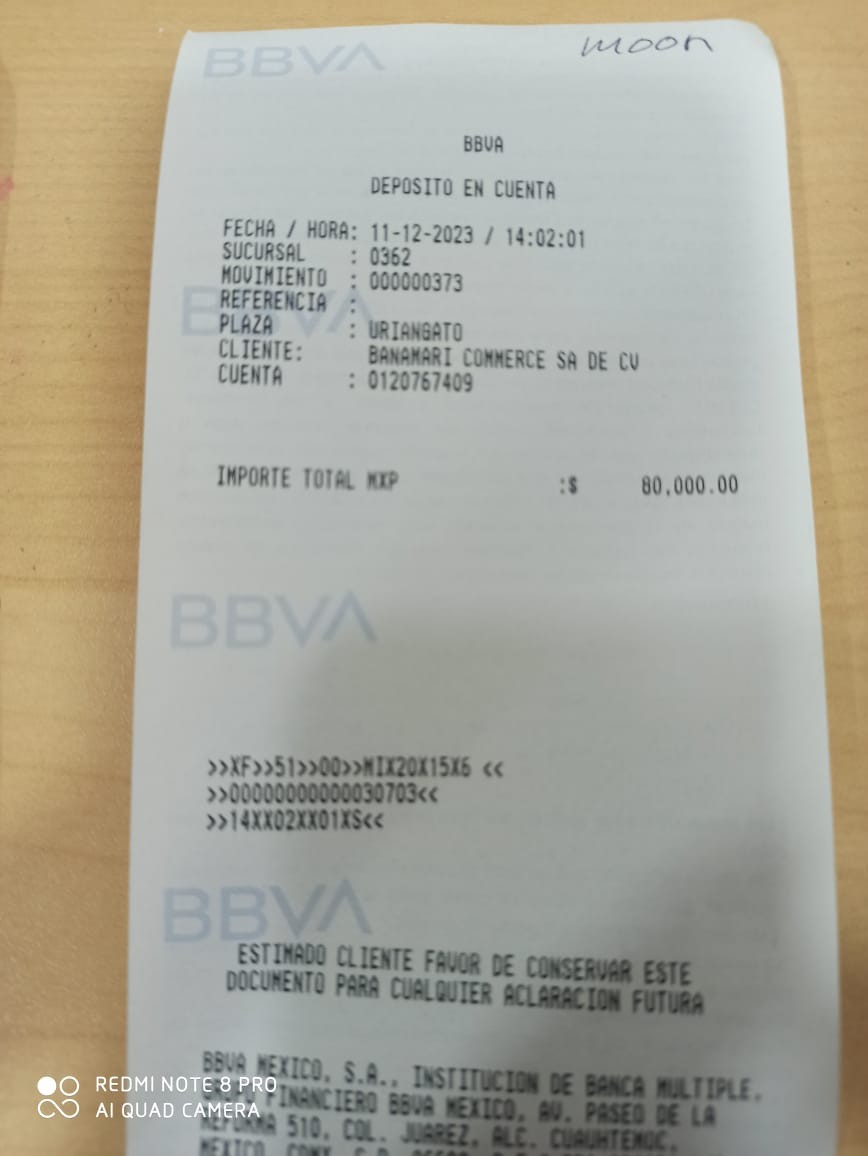 BBVA
moon
BBVA
DEPOSITO EN CUENTA
FECHA / HORA: 11-12-2023 / 14:02:01
SUCURSAL : 0362
MOVIMIENTO : 000000373
REFERENCIA :
BBVA
PLAZA : URIANGATO
CLIENTE: BANAMARI COMMERCE SA DE CV
CUENTA : 0120767409
IMPORTE TOTAL MXP :$ 80,000.00
BBVA
>>XF>>51>>00>>MIX20X15X6 <<
>>00000000000030703<<
>>14XX02XX01XS<<
BBVA
ESTIMADO CLIENTE FAVOR DE CONSERVAR ESTE
DOCUMENTO PARA CUALQUIER ACLARACION FUTURA
BBVA MEXICO, S.A., INSTITUCION DE BANCA MULTIPLE,
FINANCIERO BBVA MEXICO, AV. PASEO DE LA
REFORMA 510, COL. JUAREZ, ALC. CUAUHTEMOC,
MEXICO, CDMX,
REDMI NOTE 8 PRO
AI QUAD CAMERA